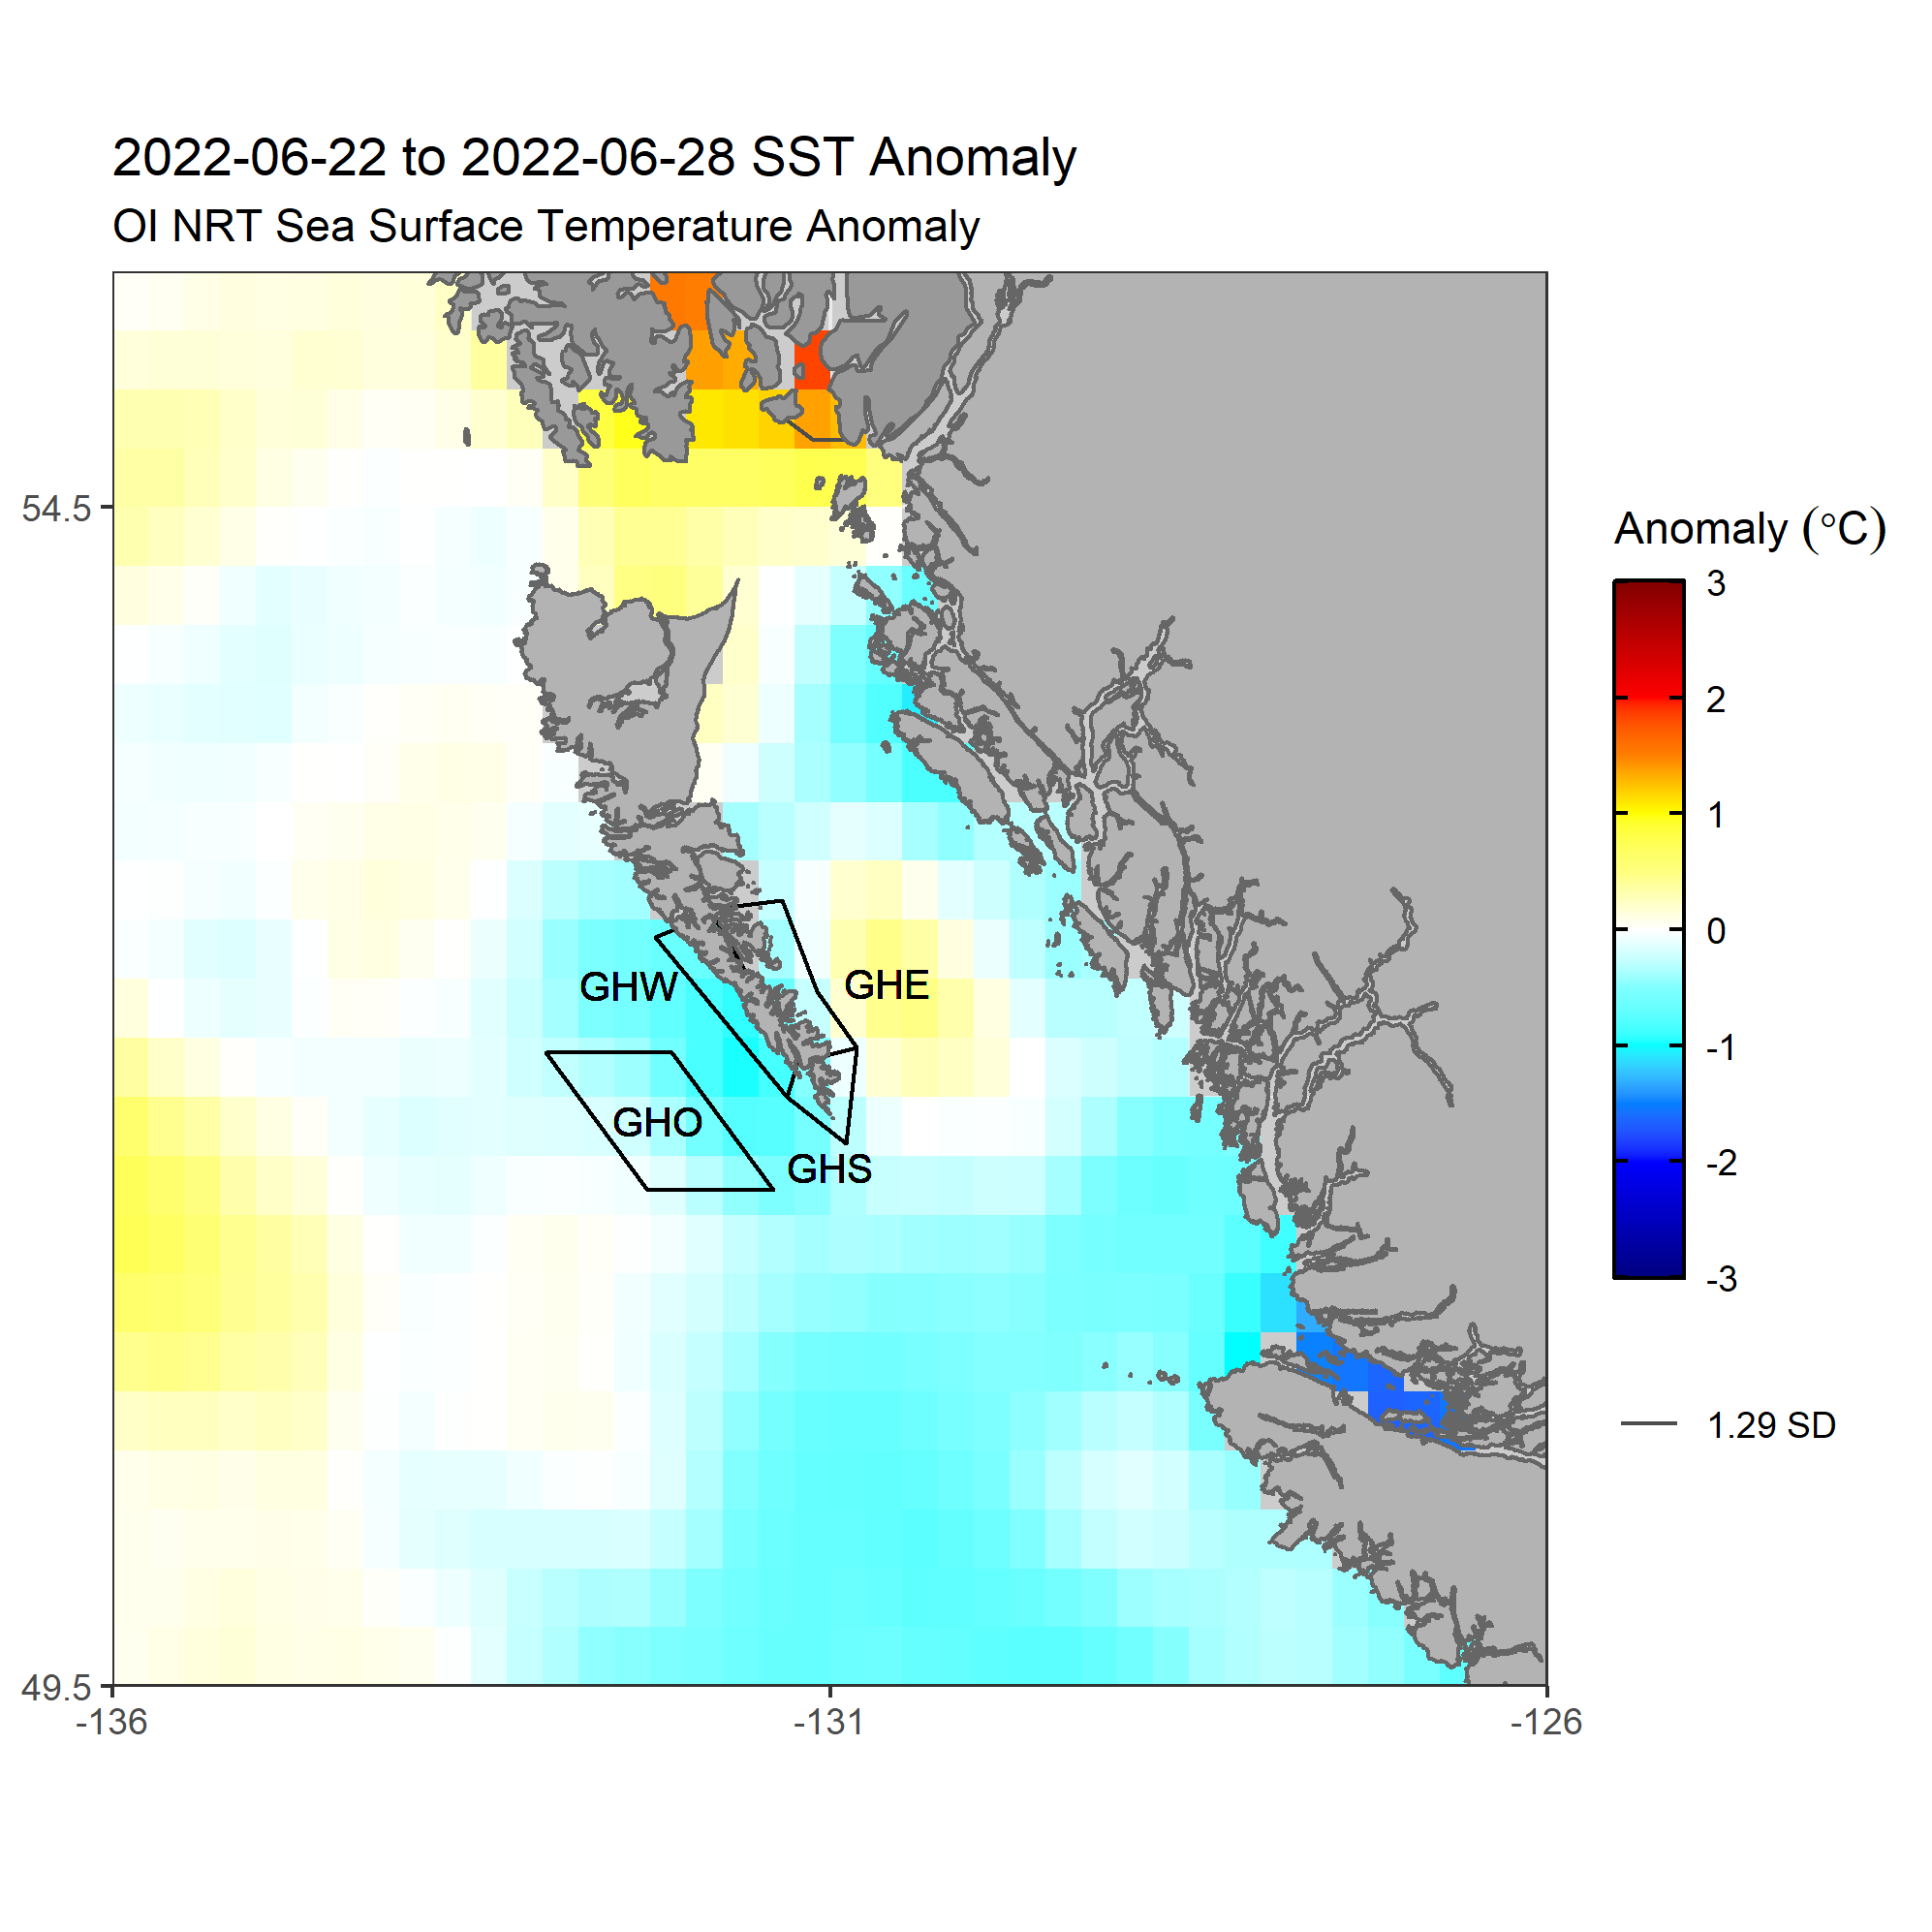 2022-06-22 to 2022-06-28 SST Anomaly
OI NRT Sea Surface Temperature Anomaly
54.5
49.5
-136
-131
-126
GHW
GHE
GHO
GHS
Anomaly (°C)
3
2
1
0
-1
-2
-3
1.29 SD